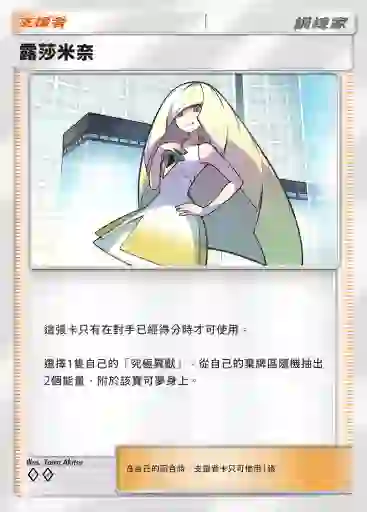 支援者
訓練家
露莎米奈
這張卡只有在對手已經得分時才可使用。
選擇1隻自己的「究極異獸」,從自己的棄牌區隨機抽出
2個能量,附於該寶可夢身上。
Illus. Taira Akitsu
在自己的回合時,支援者卡只可使用1張